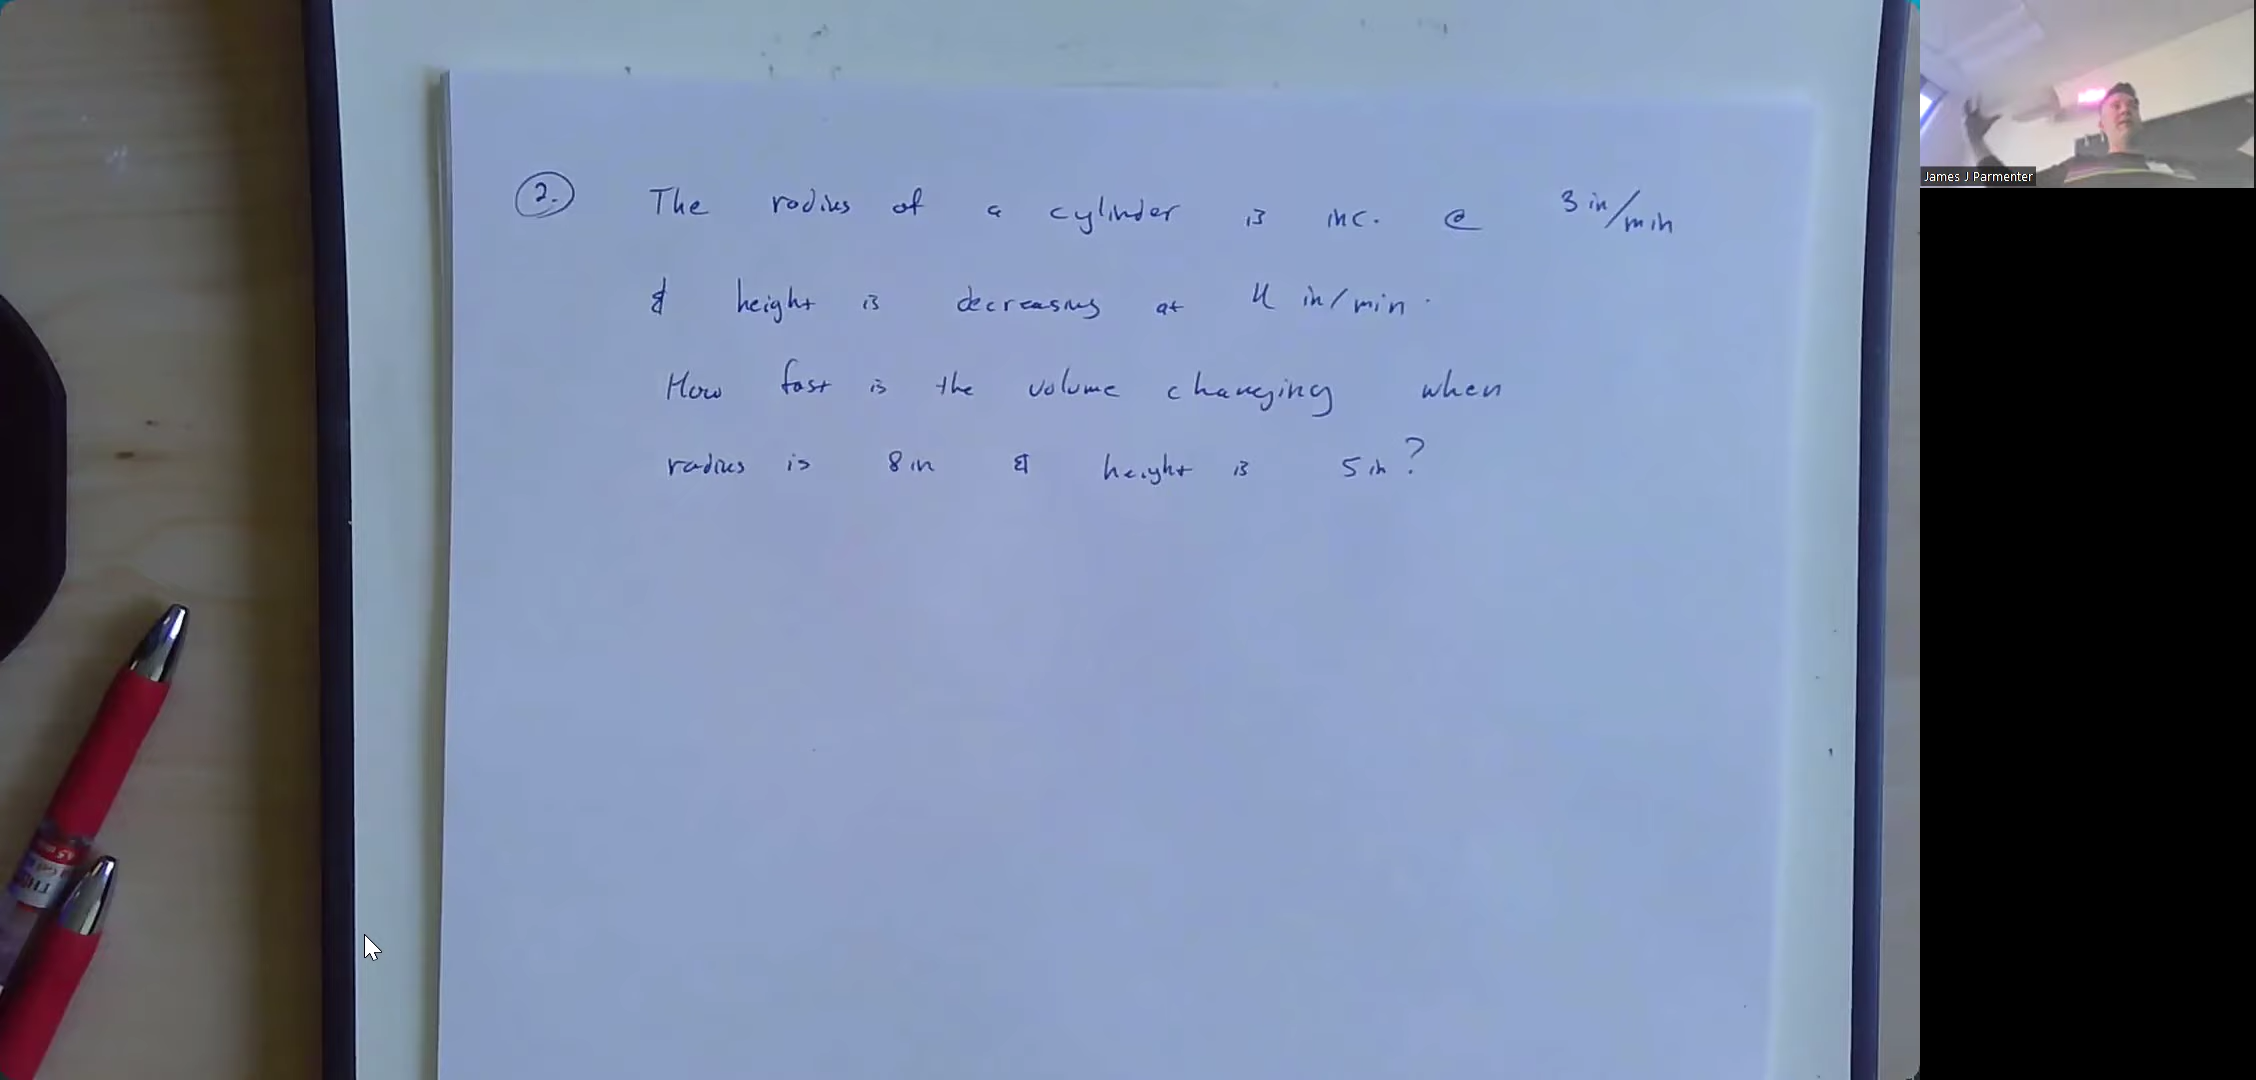 2. The radius of a cylinder is inc. @ 3 in/min
& height is decreasing at 4 in/min.
How fast is the volume changing when
radius is 8 in & height is 5 in?
James J Parmenter